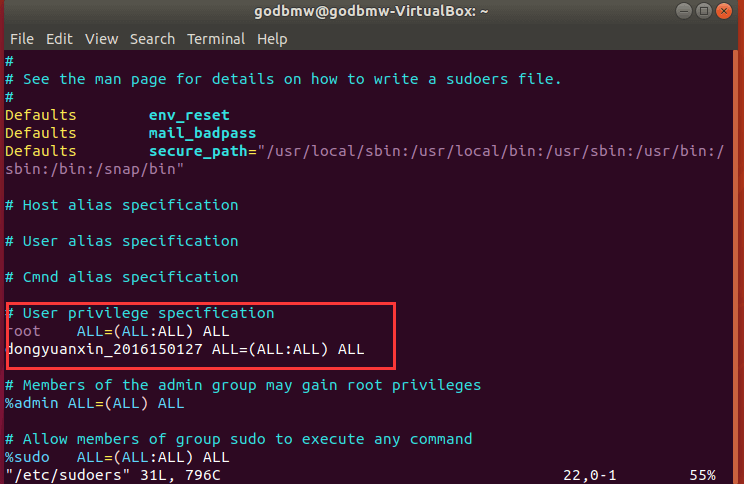 godbmw@godbmw-VirtualBox: ~
File Edit View Search Terminal Help
#
# See the man page for details on how to write a sudoers file.
#
Defaults        env_reset
Defaults        mail_badpass
Defaults        secure_path="/usr/local/sbin:/usr/local/bin:/usr/sbin:/usr/bin:/
sbin:/bin:/snap/bin"
# Host alias specification
# User alias specification
# Cmnd alias specification
# User privilege specification
root    ALL=(ALL:ALL) ALL
dongyuanxin_2016150127 ALL=(ALL:ALL) ALL
# Members of the admin group may gain root privileges
%admin ALL=(ALL) ALL
# Allow members of group sudo to execute any command
%sudo   ALL=(ALL:ALL) ALL
"/etc/sudoers" 31L, 796C                                      22,0-1        55%